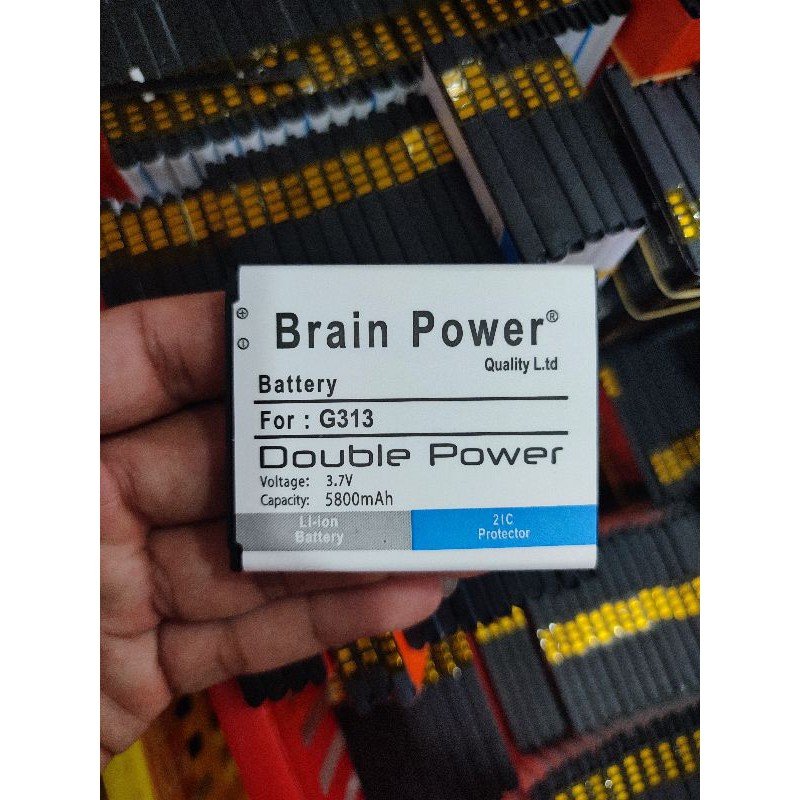 Brain Power®
Quality L.td
Battery
For : G313
Double Power
Voltage: 3.7V
Capacity: 5800mAh
Li-ion
Battery
2IC
Protector